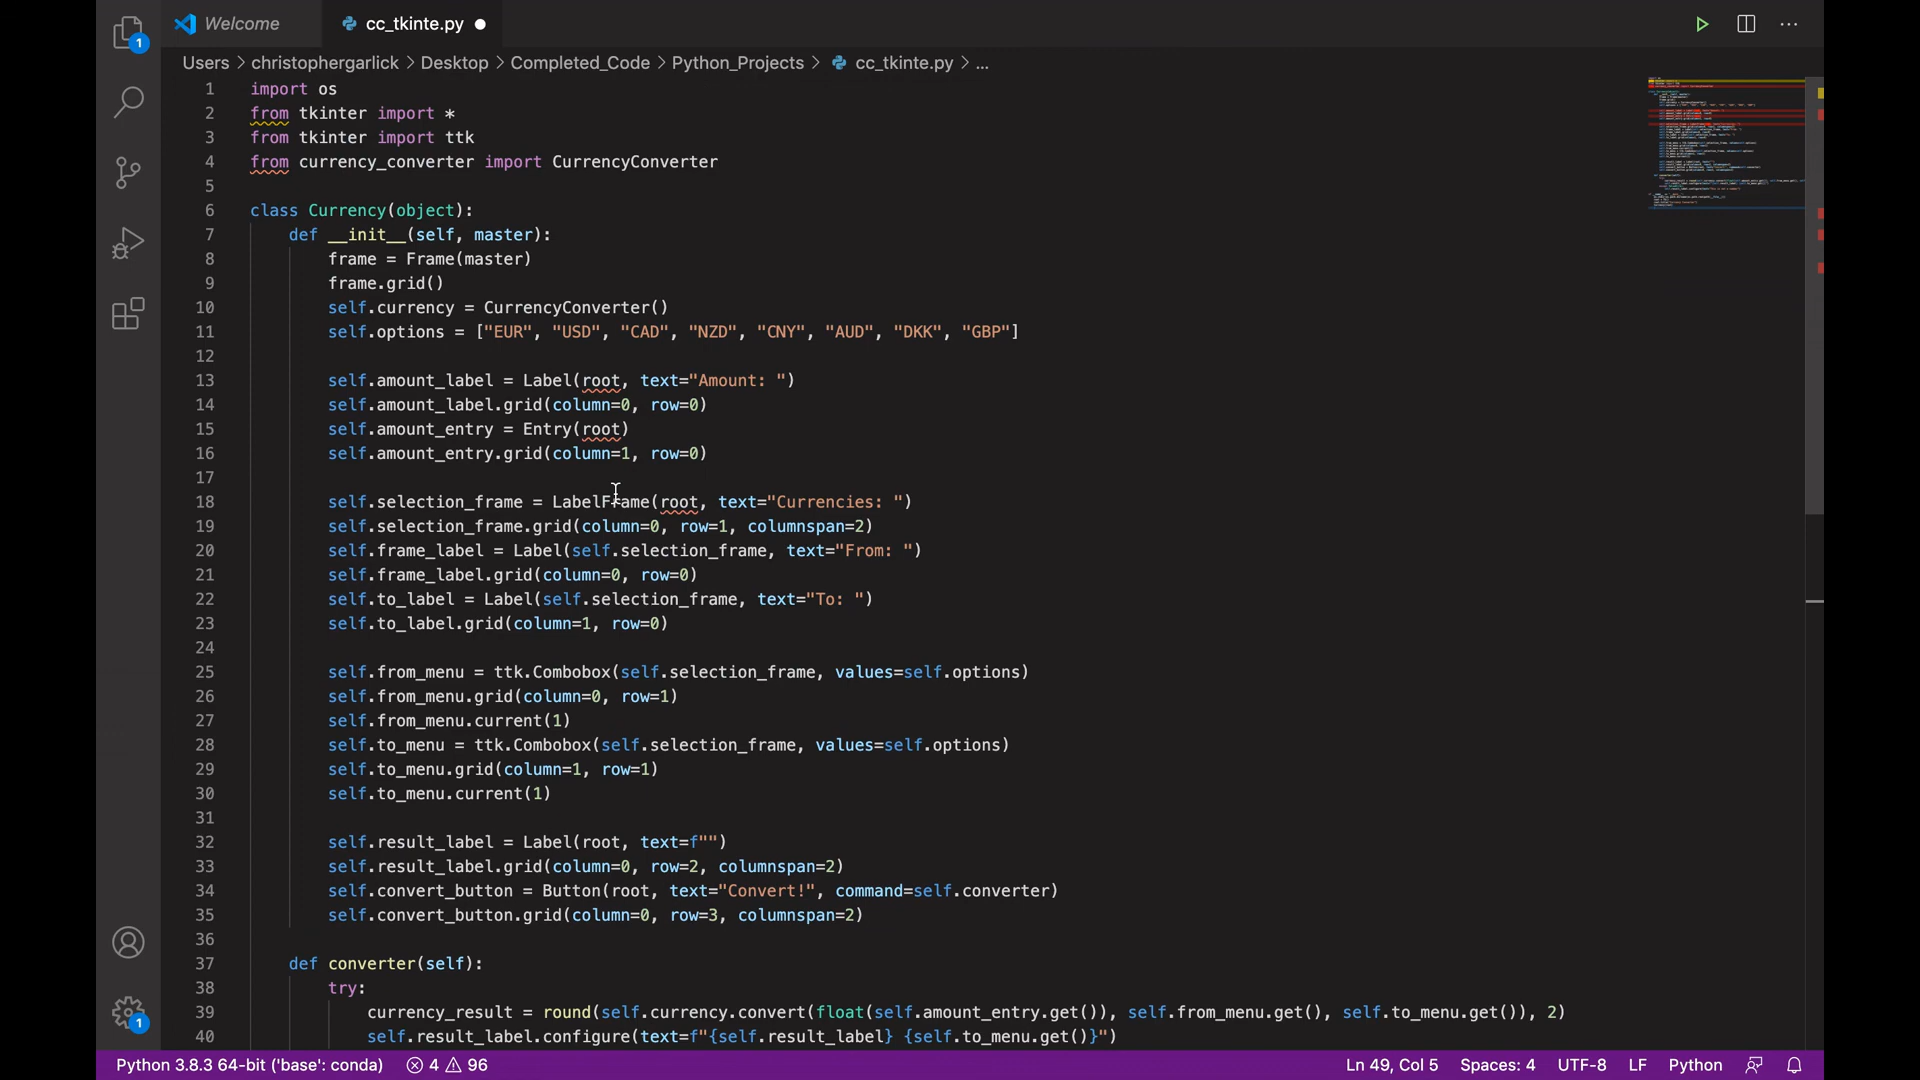 Welcome
cc_tkinte.py
Users > christophergarlick > Desktop > Completed_Code > Python_Projects > cc_tkinte.py > ...
1 import os
2 from tkinter import *
3 from tkinter import ttk
4 from currency_converter import CurrencyConverter
5
6 class Currency(object):
7 def __init__(self, master):
8 frame = Frame(master)
9 frame.grid()
10 self.currency = CurrencyConverter()
11 self.options = ["EUR", "USD", "CAD", "NZD", "CNY", "AUD", "DKK", "GBP"]
12
13 self.amount_label = Label(root, text="Amount: ")
14 self.amount_label.grid(column=0, row=0)
15 self.amount_entry = Entry(root)
16 self.amount_entry.grid(column=1, row=0)
17
18 self.selection_frame = LabelFrame(root, text="Currencies: ")
19 self.selection_frame.grid(column=0, row=1, columnspan=2)
20 self.frame_label = Label(self.selection_frame, text="From: ")
21 self.frame_label.grid(column=0, row=0)
22 self.to_label = Label(self.selection_frame, text="To: ")
23 self.to_label.grid(column=1, row=0)
24
25 self.from_menu = ttk.Combobox(self.selection_frame, values=self.options)
26 self.from_menu.grid(column=0, row=1)
27 self.from_menu.current(1)
28 self.to_menu = ttk.Combobox(self.selection_frame, values=self.options)
29 self.to_menu.grid(column=1, row=1)
30 self.to_menu.current(1)
31
32 self.result_label = Label(root, text=f"")
33 self.result_label.grid(column=0, row=2, columnspan=2)
34 self.convert_button = Button(root, text="Convert!", command=self.converter)
35 self.convert_button.grid(column=0, row=3, columnspan=2)
36
37 def converter(self):
38 try:
39 currency_result = round(self.currency.convert(float(self.amount_entry.get()), self.from_menu.get(), self.to_menu.get()), 2)
40 self.result_label.configure(text=f"{self.result_label} {self.to_menu.get()}")
1
1
Python 3.8.3 64-bit ('base': conda) 4 96 Ln 49, Col 5 Spaces: 4 UTF-8 LF Python